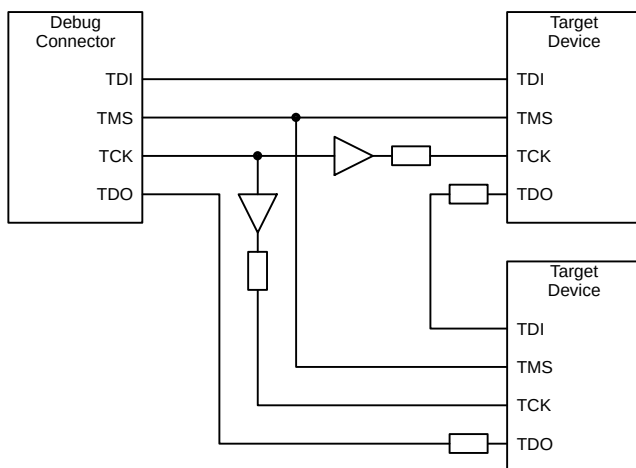 Debug
Connector
TDI
TMS
TCK
TDO
Target
Device
TDI
TMS
TCK
TDO
Target
Device
TDI
TMS
TCK
TDO